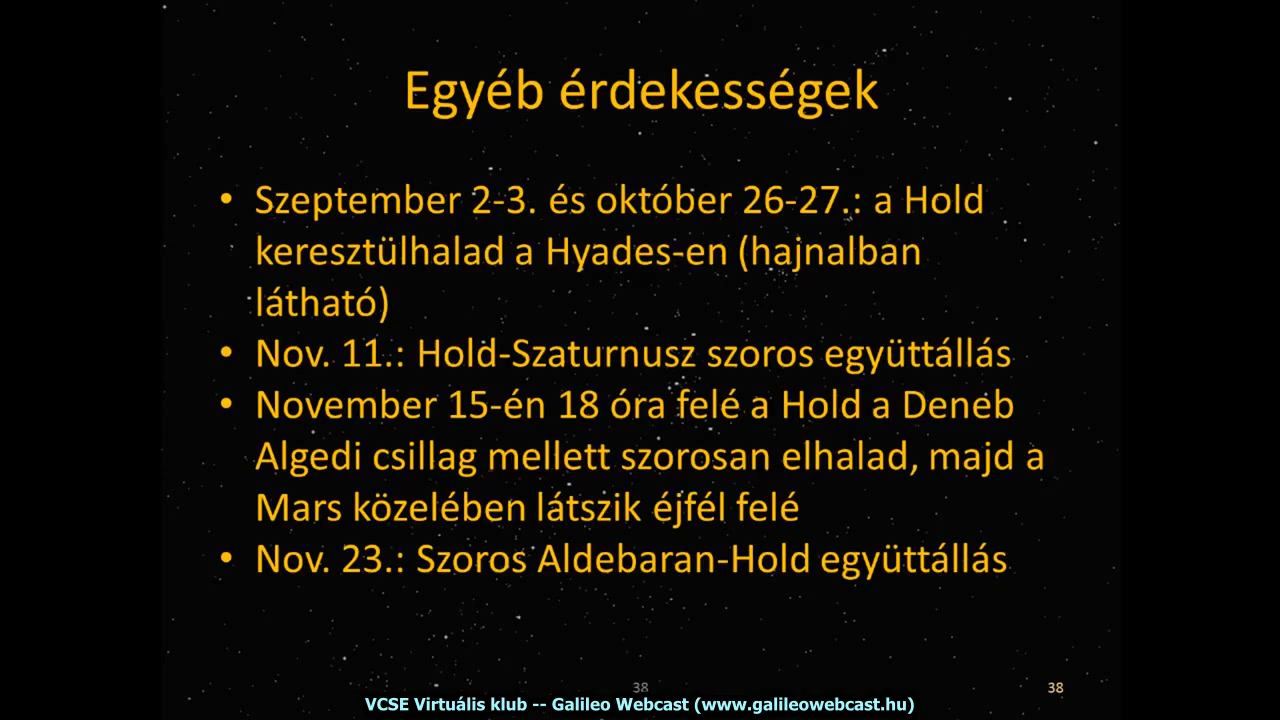 Egyéb érdekességek
• Szeptember 2-3. és október 26-27.: a Hold
keresztülhalad a Hyades-en (hajnalban
látható)
• Nov. 11.: Hold-Szaturnusz szoros együttállás
• November 15-én 18 óra felé a Hold a Deneb
Algedi csillag mellett szorosan elhalad, majd a
Mars közelében látszik éjfél felé
• Nov. 23.: Szoros Aldebaran-Hold együttállás
38
38
VCSE Virtuális klub -- Galileo Webcast (www.galileowebcast.hu)